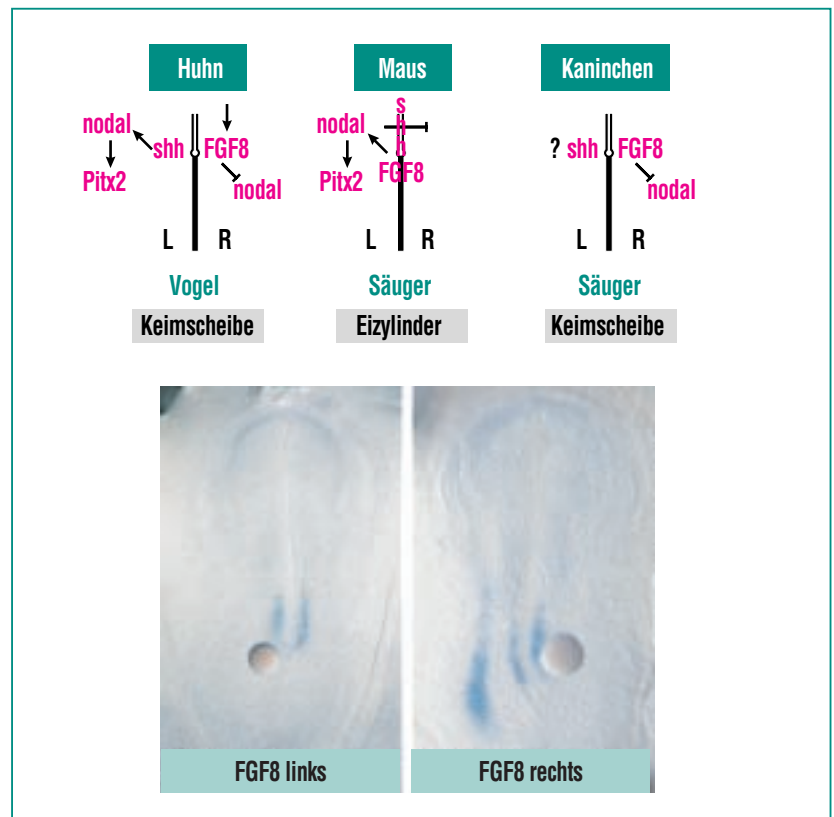 Huhn
Maus
Kaninchen
nodal
shh
FGF8
Pitx2
nodal
L
R
nodal
shh
FGF8
Pitx2
L
R
?
shh
FGF8
nodal
L
R
Vogel
Säuger
Säuger
Keimscheibe
Eizylinder
Keimscheibe
FGF8 links
FGF8 rechts